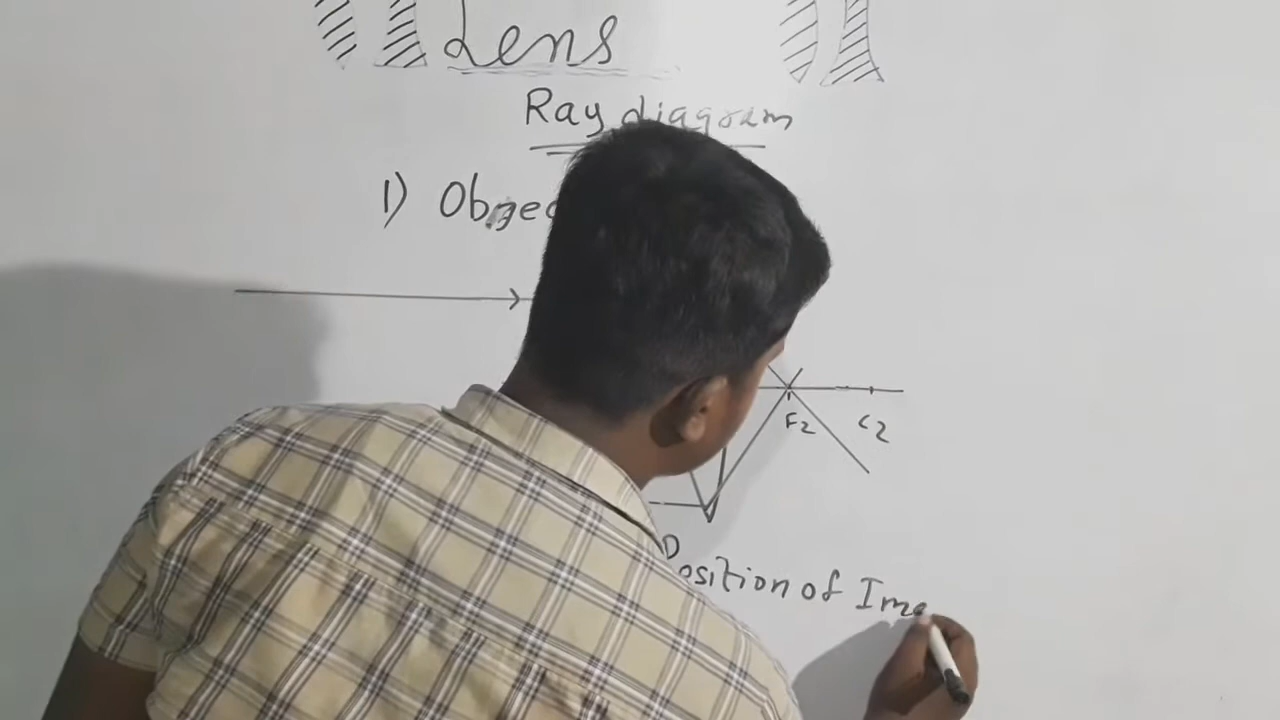 Lens
Ray diagram
1) Objec
F2 C2
Position of Ima